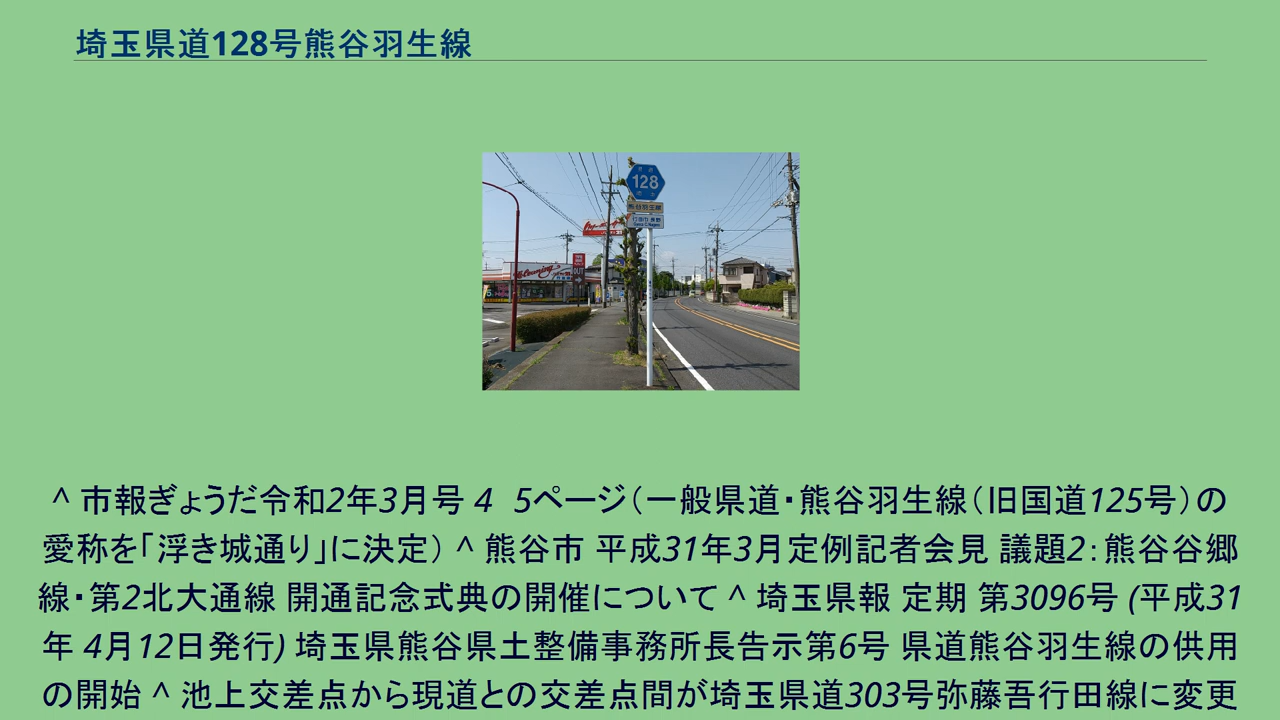 埼玉県道128号熊谷羽生線
128
熊谷羽生線
^ 市報ぎょうだ令和2年3月号 4 5ページ（一般県道・熊谷羽生線（旧国道125号）の
愛称を「浮き城通り」に決定） ^ 熊谷市 平成31年3月定例記者会見 議題2：熊谷谷郷
線・第2北大通線 開通記念式典の開催について ^ 埼玉県報 定期 第3096号 (平成31
年 4月12日発行) 埼玉県熊谷県土整備事務所長告示第6号 県道熊谷羽生線の供用
の開始 ^ 池上交差点から現道との交差点間が埼玉県道303号弥藤吾行田線に変更